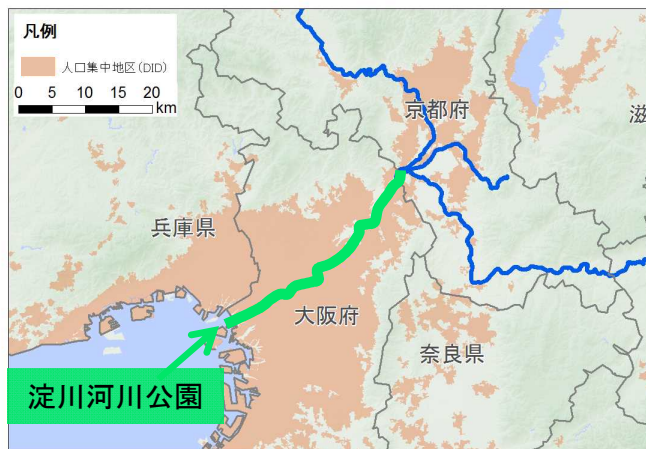 凡例
人口集中地区(DID)
0 5 10 15 20
km
京都府
滋
兵庫県
大阪府
奈良県
淀川河川公園